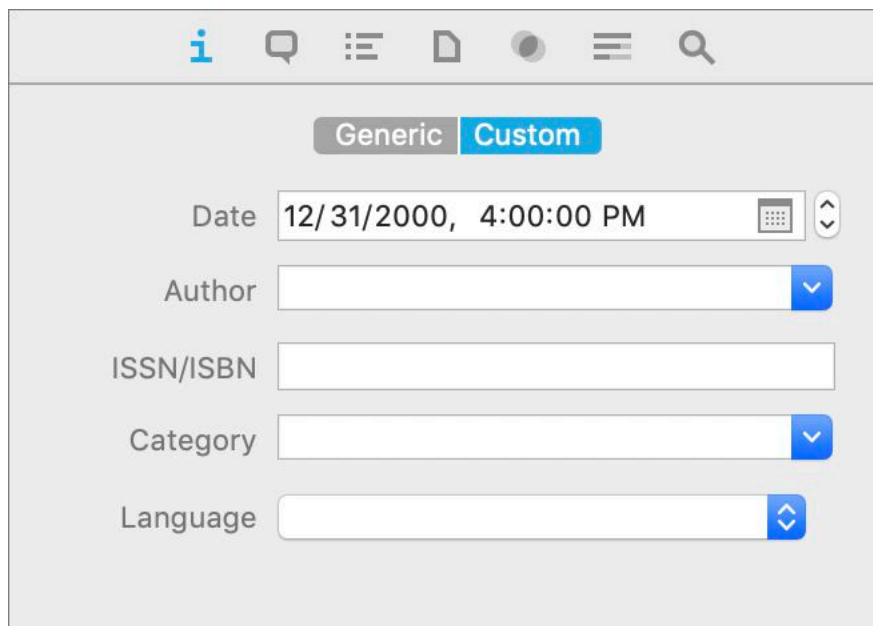 Generic Custom
Date 12/31/2000, 4:00:00 PM
Author
ISSN/ISBN
Category
Language